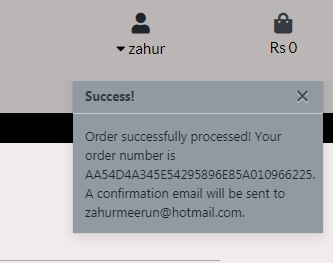 zahur
Rs 0
Success!
Order successfully processed! Your
order number is
AA54D4A345E54295896E85A010966225.
A confirmation email will be sent to
zahurmeerun@hotmail.com.